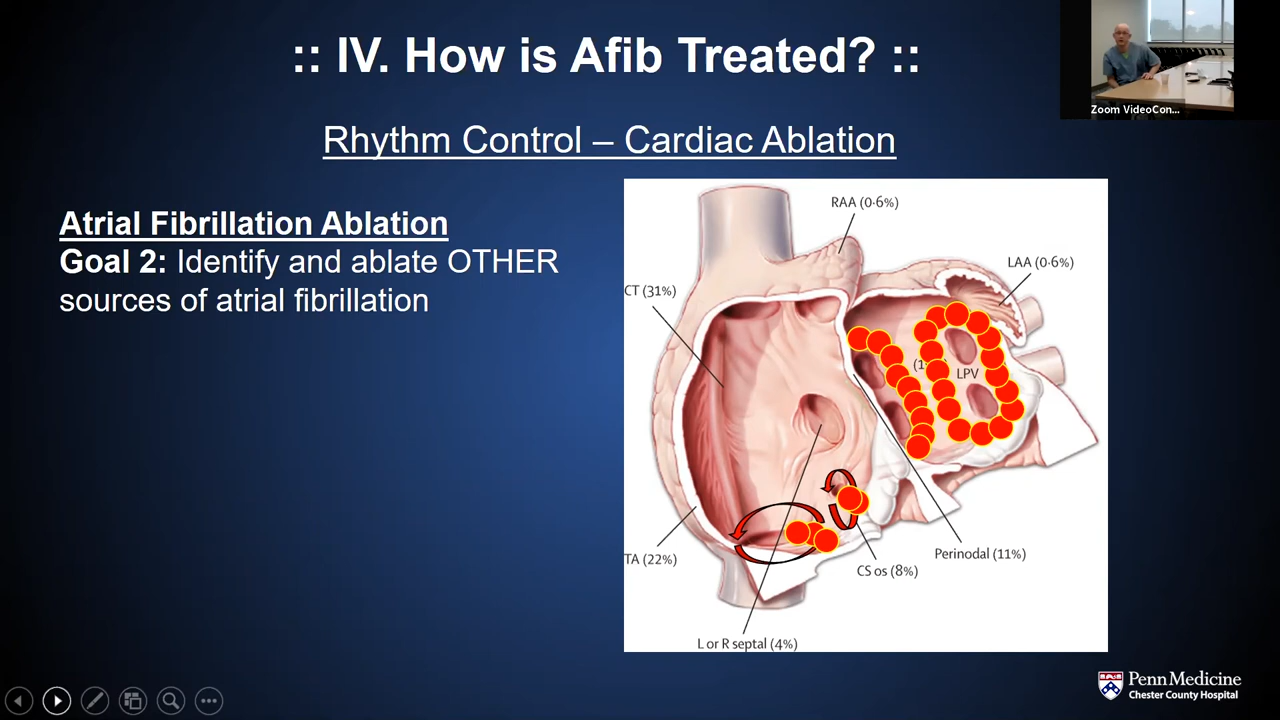 :: IV. How is Afib Treated? ::
Zoom VideoCon...
Rhythm Control – Cardiac Ablation
Atrial Fibrillation Ablation
Goal 2: Identify and ablate OTHER
sources of atrial fibrillation
RAA (0·6%)
LAA (0·6%)
CT (31%)
LPV
TA (22%)
Perinodal (11%)
CS os (8%)
L or R septal (4%)
Penn Medicine
Chester County Hospital